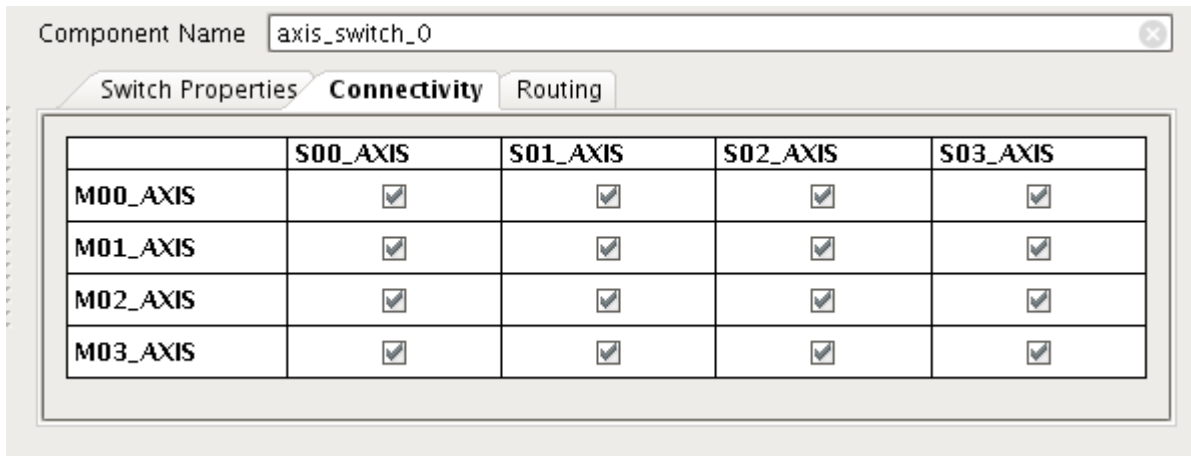 Component Name axis_switch_0
Switch Properties Connectivity Routing
S00_AXIS S01_AXIS S02_AXIS S03_AXIS
M00_AXIS
M01_AXIS
M02_AXIS
M03_AXIS